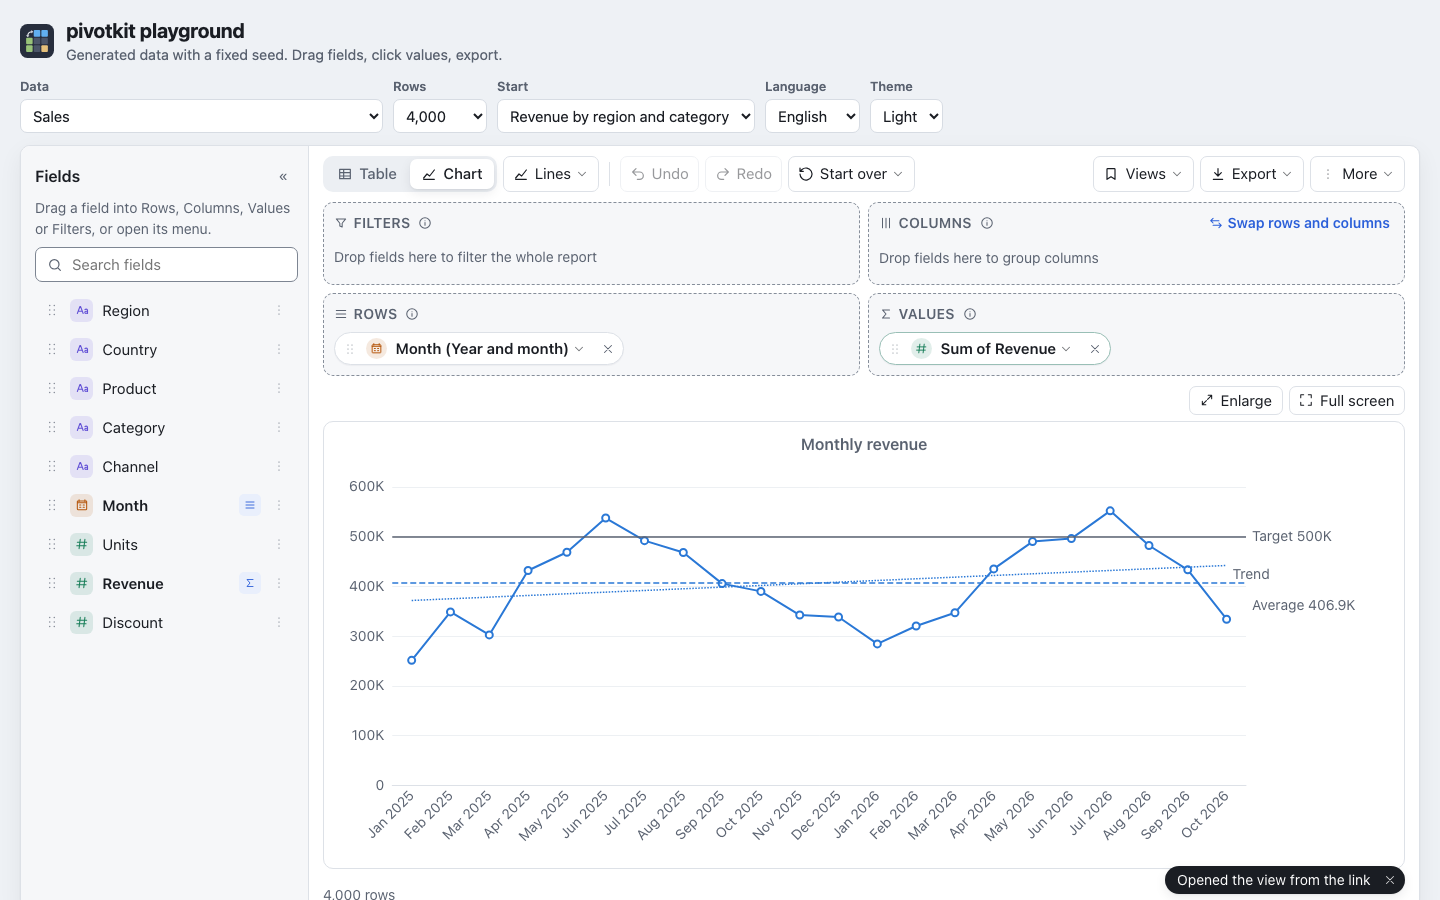 pivotkit playground
Generated data with a fixed seed. Drag fields, click values, export.
Data
Rows
Start
Language
Theme
Sales
4,000
Revenue by region and category
English
Light
Fields
«
Drag a field into Rows, Columns, Values
or Filters, or open its menu.
Search fields
Aa Region
Aa Country
Aa Product
Aa Category
Aa Channel
Month
# Units
# Revenue Σ
# Discount
Table
Chart
Lines
Undo
Redo
Start over
Views
Export
More
FILTERS
Drop fields here to filter the whole report
COLUMNS
Swap rows and columns
Drop fields here to group columns
ROWS
Month (Year and month)
Σ VALUES
# Sum of Revenue
Enlarge
Full screen
Monthly revenue
600K
500K
400K
300K
200K
100K
0
Target 500K
Trend
Average 406.9K
Jan 2025
Feb 2025
Mar 2025
Apr 2025
May 2025
Jun 2025
Jul 2025
Aug 2025
Sep 2025
Oct 2025
Nov 2025
Dec 2025
Jan 2026
Feb 2026
Mar 2026
Apr 2026
May 2026
Jun 2026
Jul 2026
Aug 2026
Sep 2026
Oct 2026
4,000 rows
Opened the view from the link